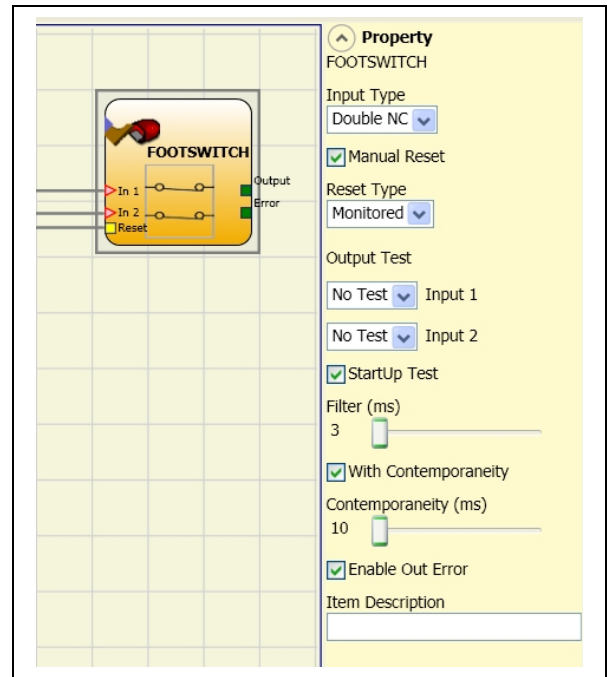 FOOTSWITCH
In 1
In 2
Reset
Output
Error
Property
FOOTSWITCH
Input Type
Double NC
Manual Reset
Reset Type
Monitored
Output Test
No Test Input 1
No Test Input 2
StartUp Test
Filter (ms)
3
With Contemporaneity
Contemporaneity (ms)
10
Enable Out Error
Item Description